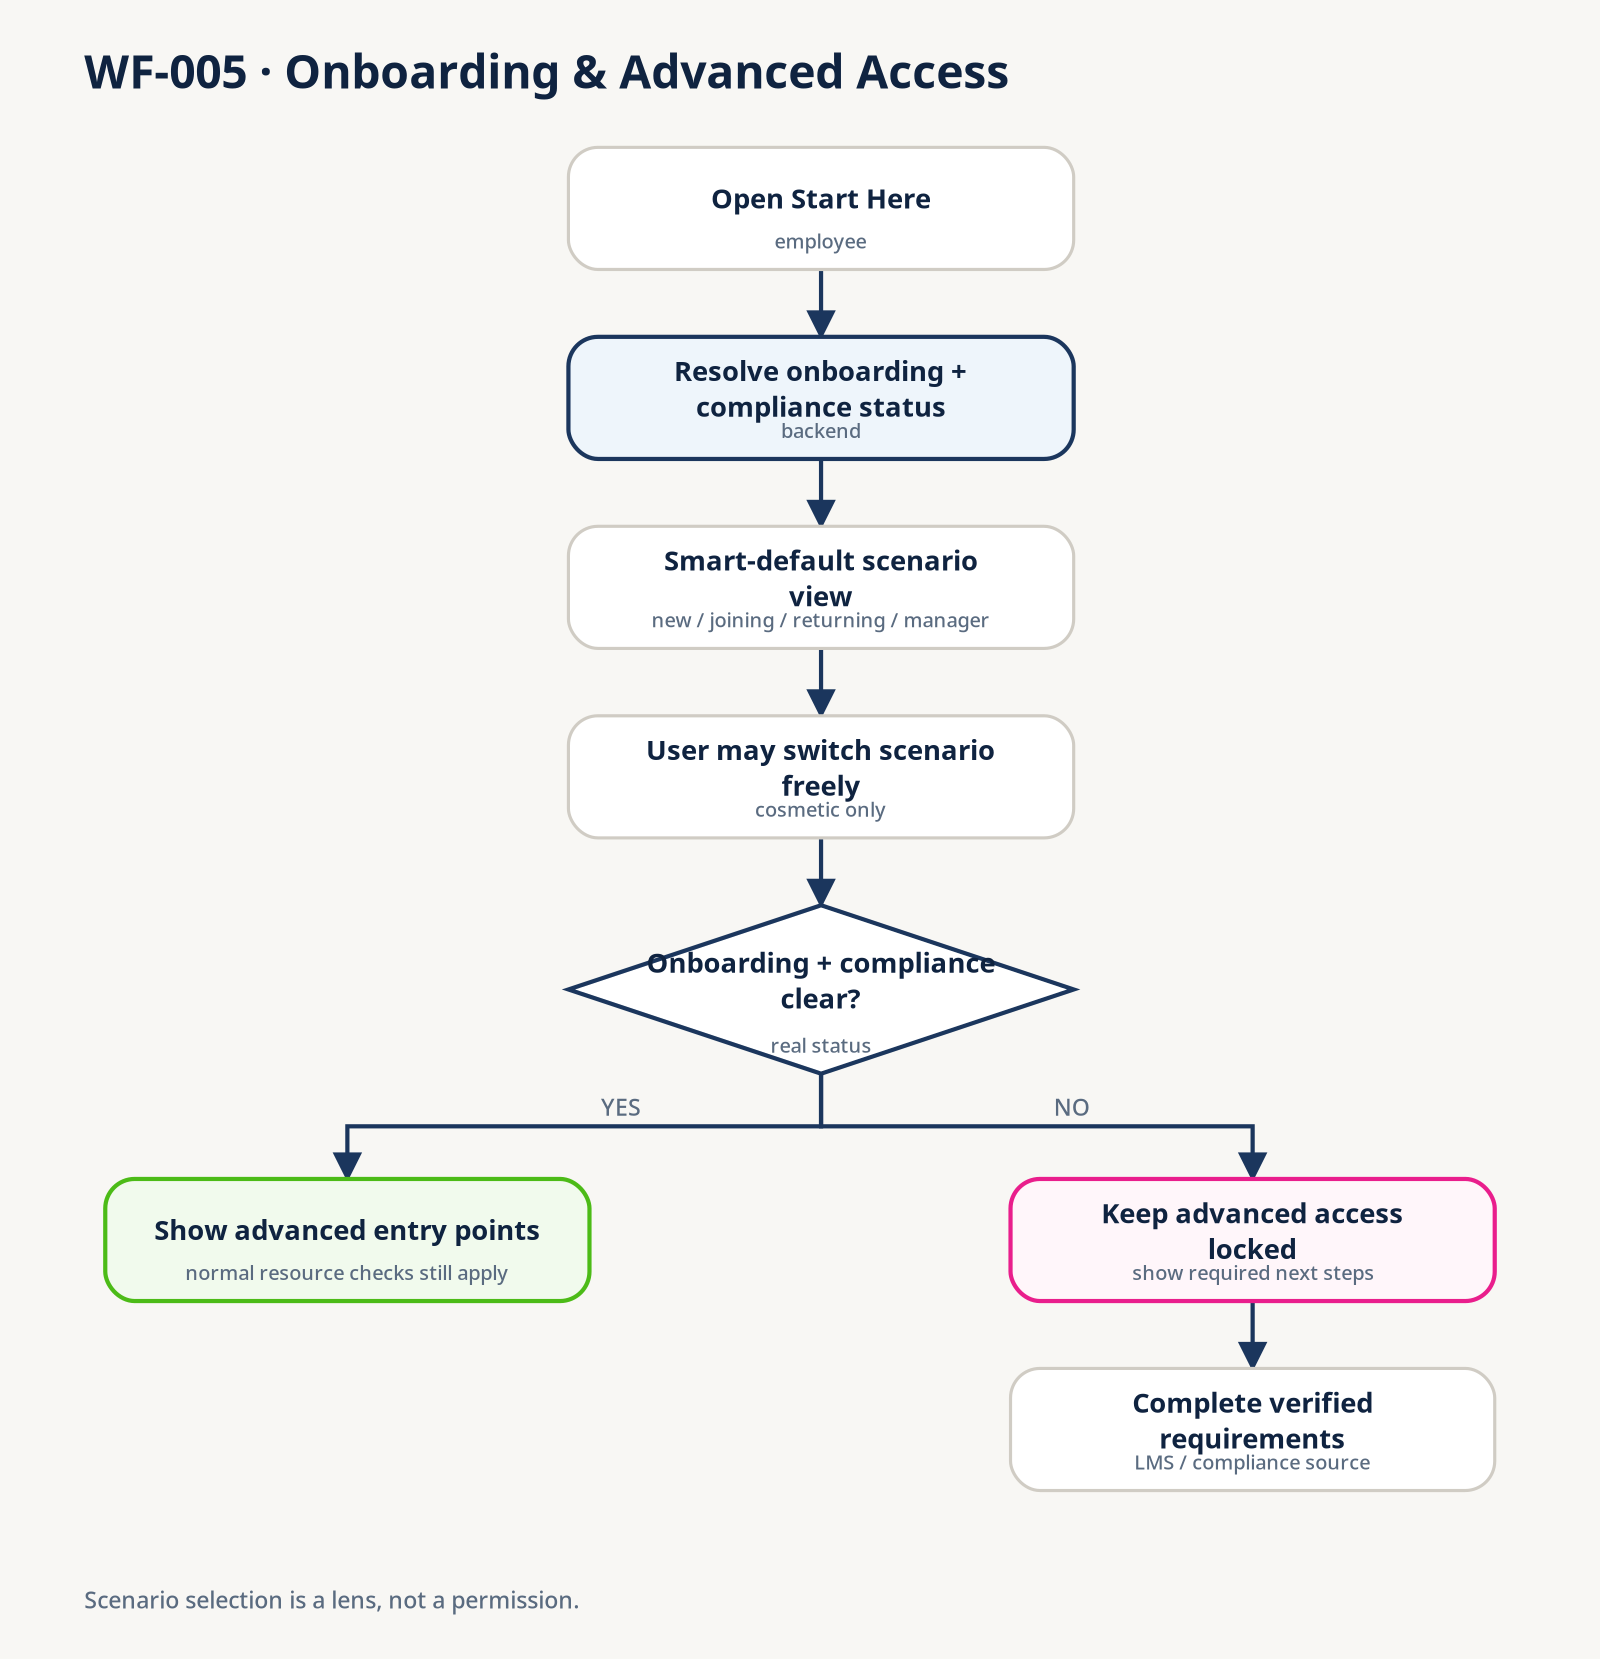 WF-005 · Onboarding & Advanced Access
Open Start Here
employee
Resolve onboarding +
compliance status
backend
Smart-default scenario
view
new / joining / returning / manager
User may switch scenario
freely
cosmetic only
Onboarding + compliance
clear?
real status
YES
NO
Show advanced entry points
normal resource checks still apply
Keep advanced access
locked
show required next steps
Complete verified
requirements
LMS / compliance source
Scenario selection is a lens, not a permission.